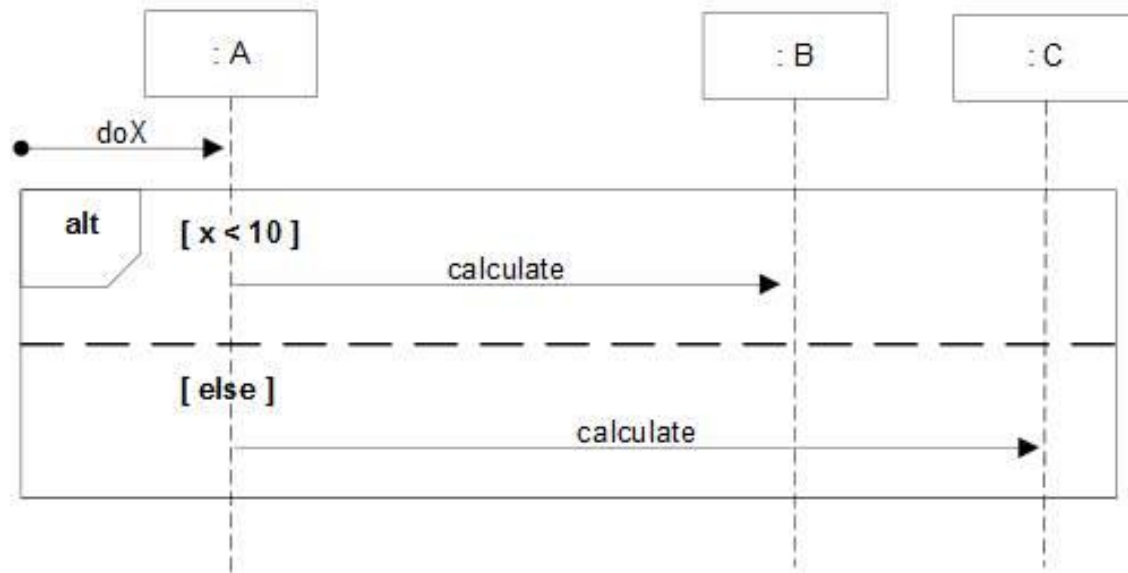 : A
: B
: C
doX
alt
[ x < 10 ]
calculate
[ else ]
calculate